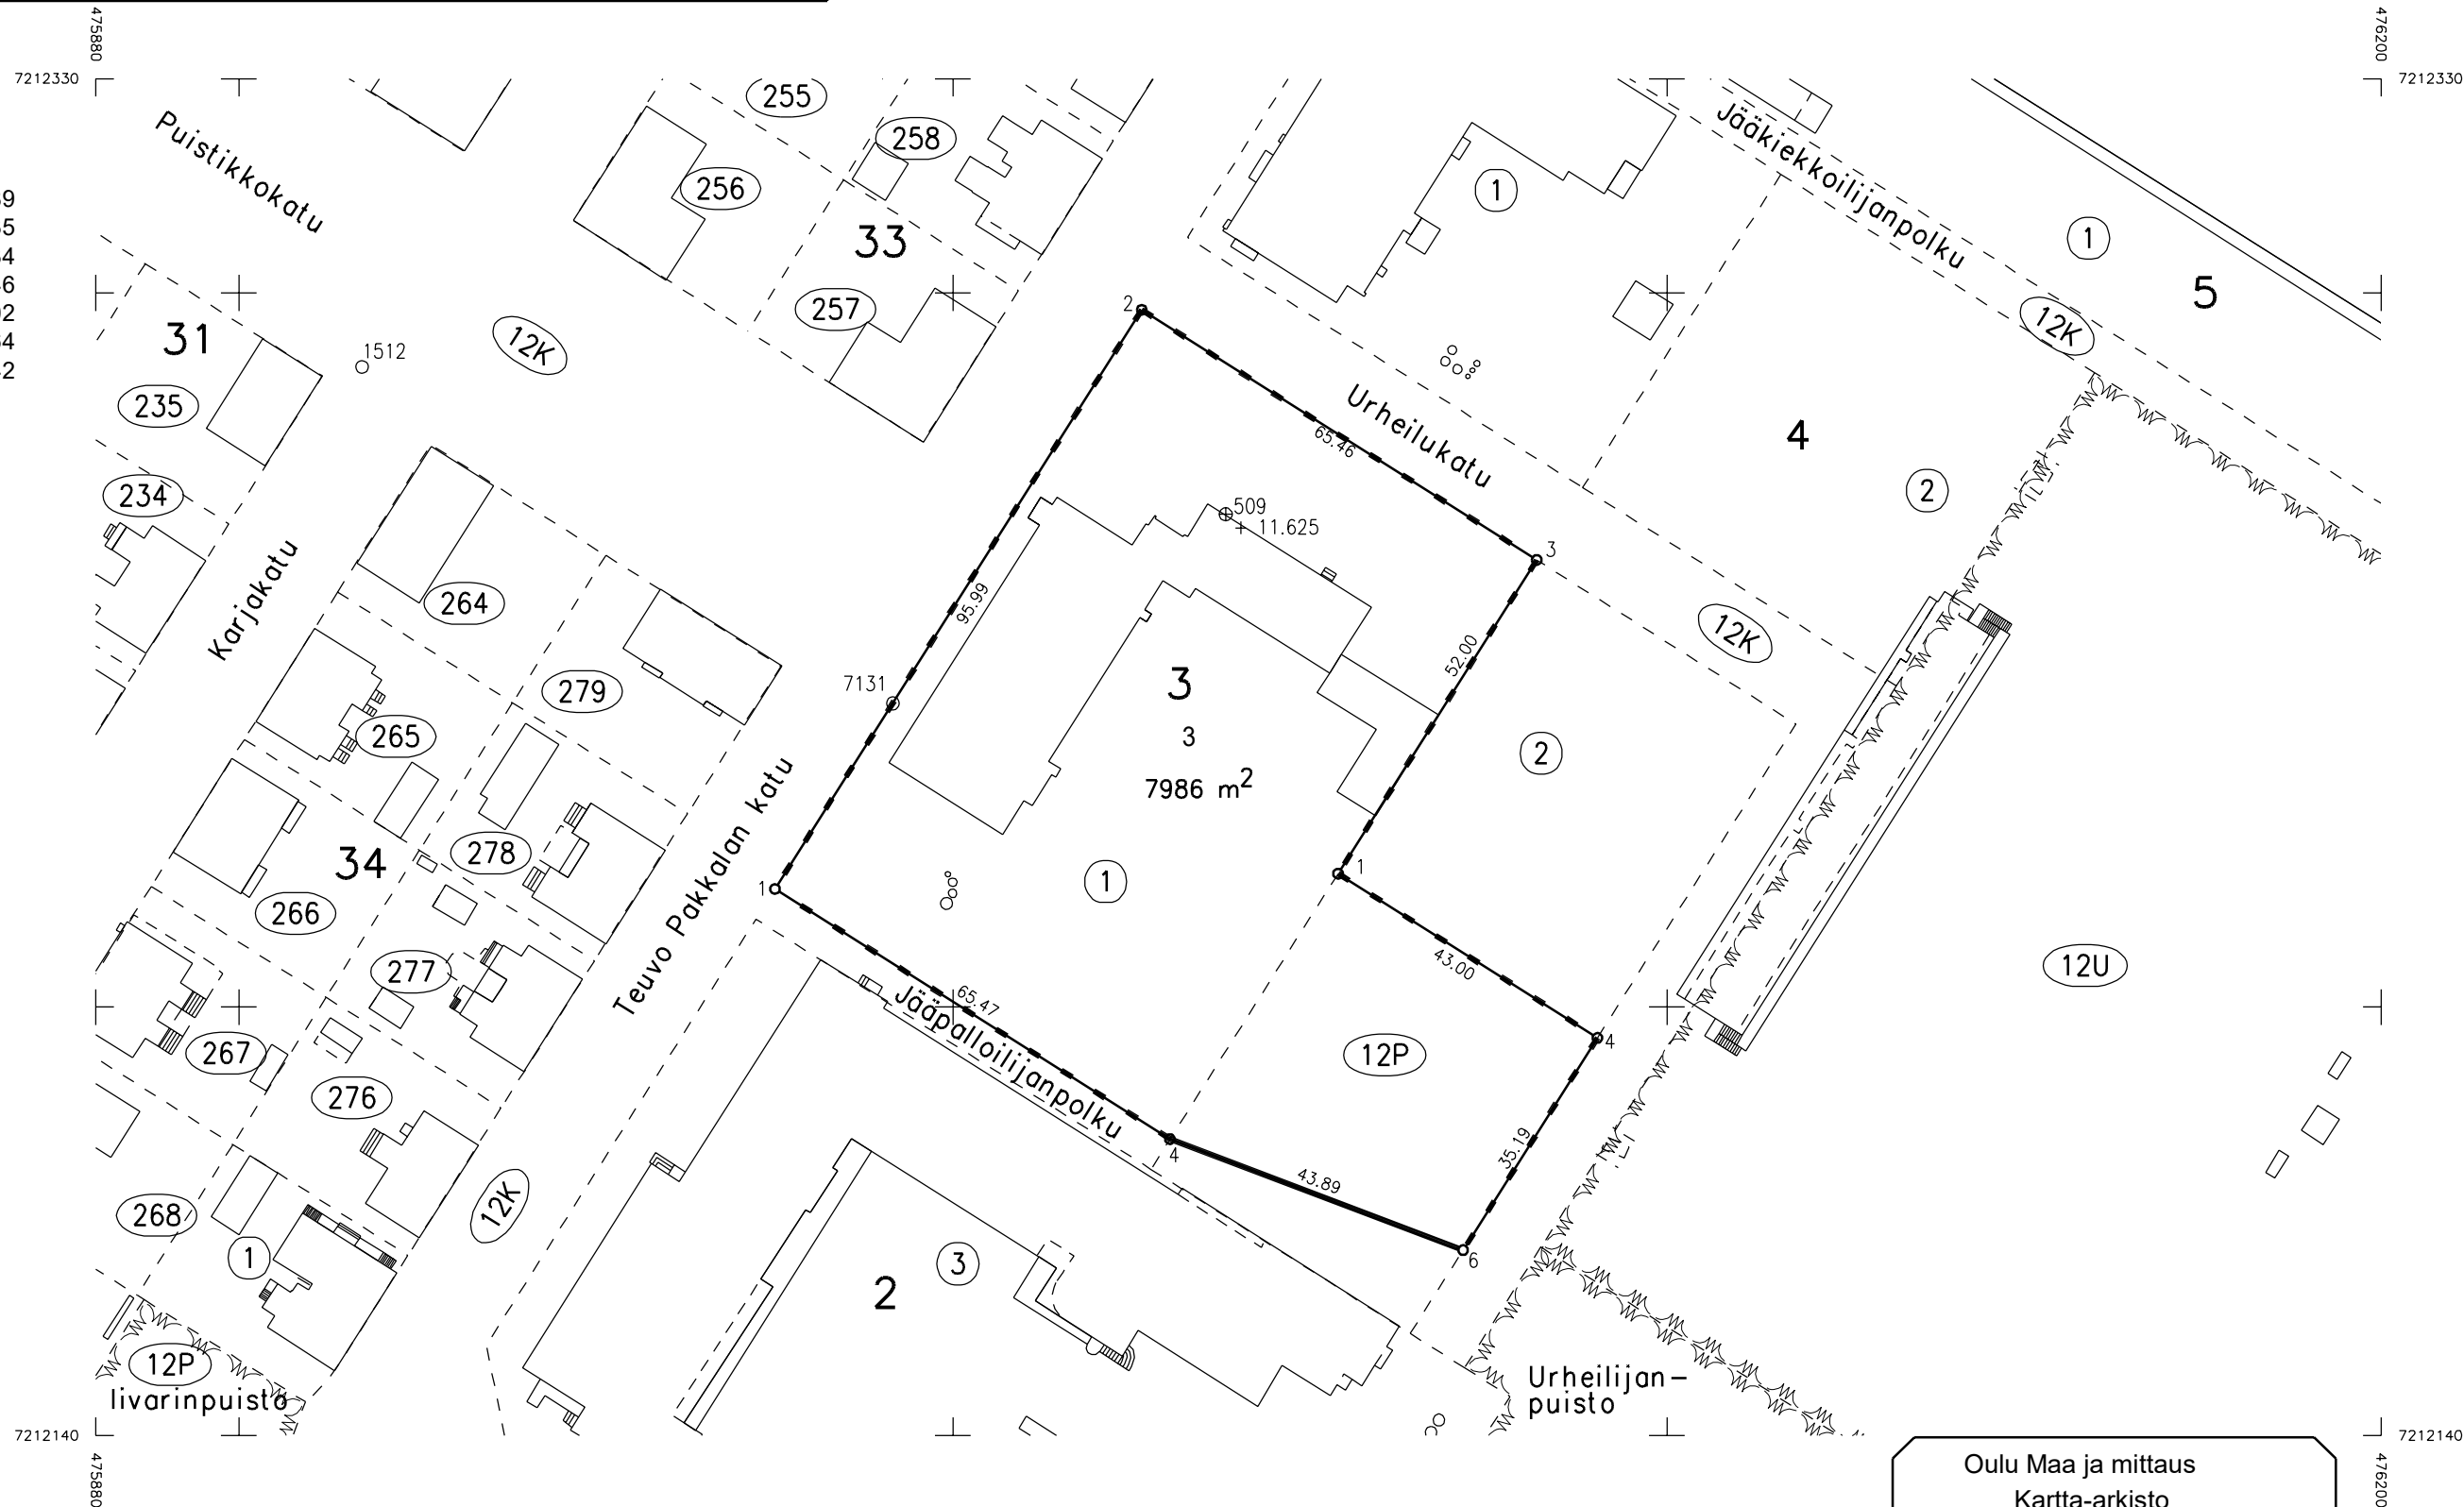 475880
476200
7212330
7212330
255
258
Puistikkokatu
256
Jääkiekkoilijanpolku
1
1
33
5
257
2
12K
31
1512
12K
235
Urheilukatu
65.46
4
234
2
509
+ 11.625
3
Karjakatu
264
95.99
52.00
12K
3
7131
279
265
3
2
7986 m2
Teuvo Pakkalan katu
278
34
1
1
1
266
277
43.00
12U
65.47
Jääpalloilijanpolku
4
267
12P
276
4
35.19
43.89
12K
268
1
3
6
2
12P
Iivarinpuisto
Urheilijan-
puisto
7212140
7212140
475880
476200
Oulu Maa ja mittaus
Kartta-arkisto